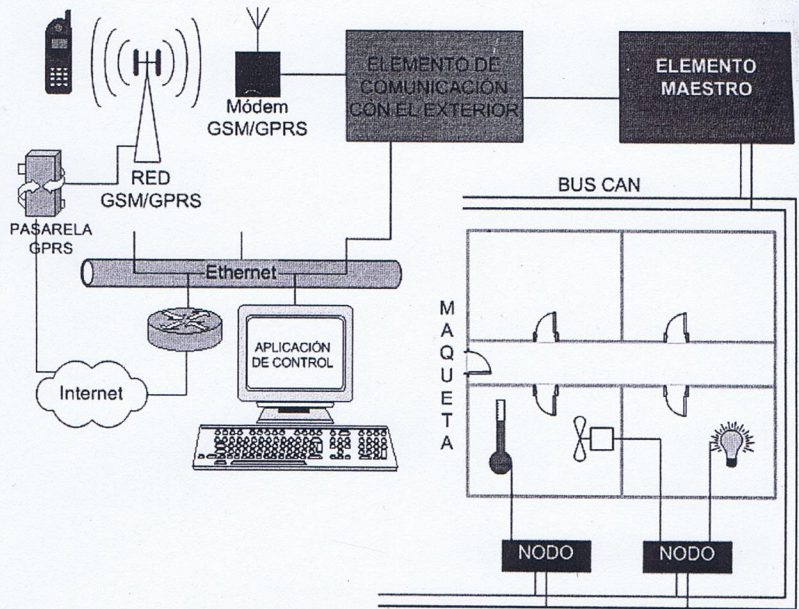 ELEMENTO DE
COMUNICACIÓN
CON EL EXTERIOR
ELEMENTO
MAESTRO
Módem
GSM/GPRS
RED
GSM/GPRS
PASARELA
GPRS
BUS CAN
Ethernet
MAQUETA
APLICACIÓN
DE CONTROL
Internet
NODO
NODO